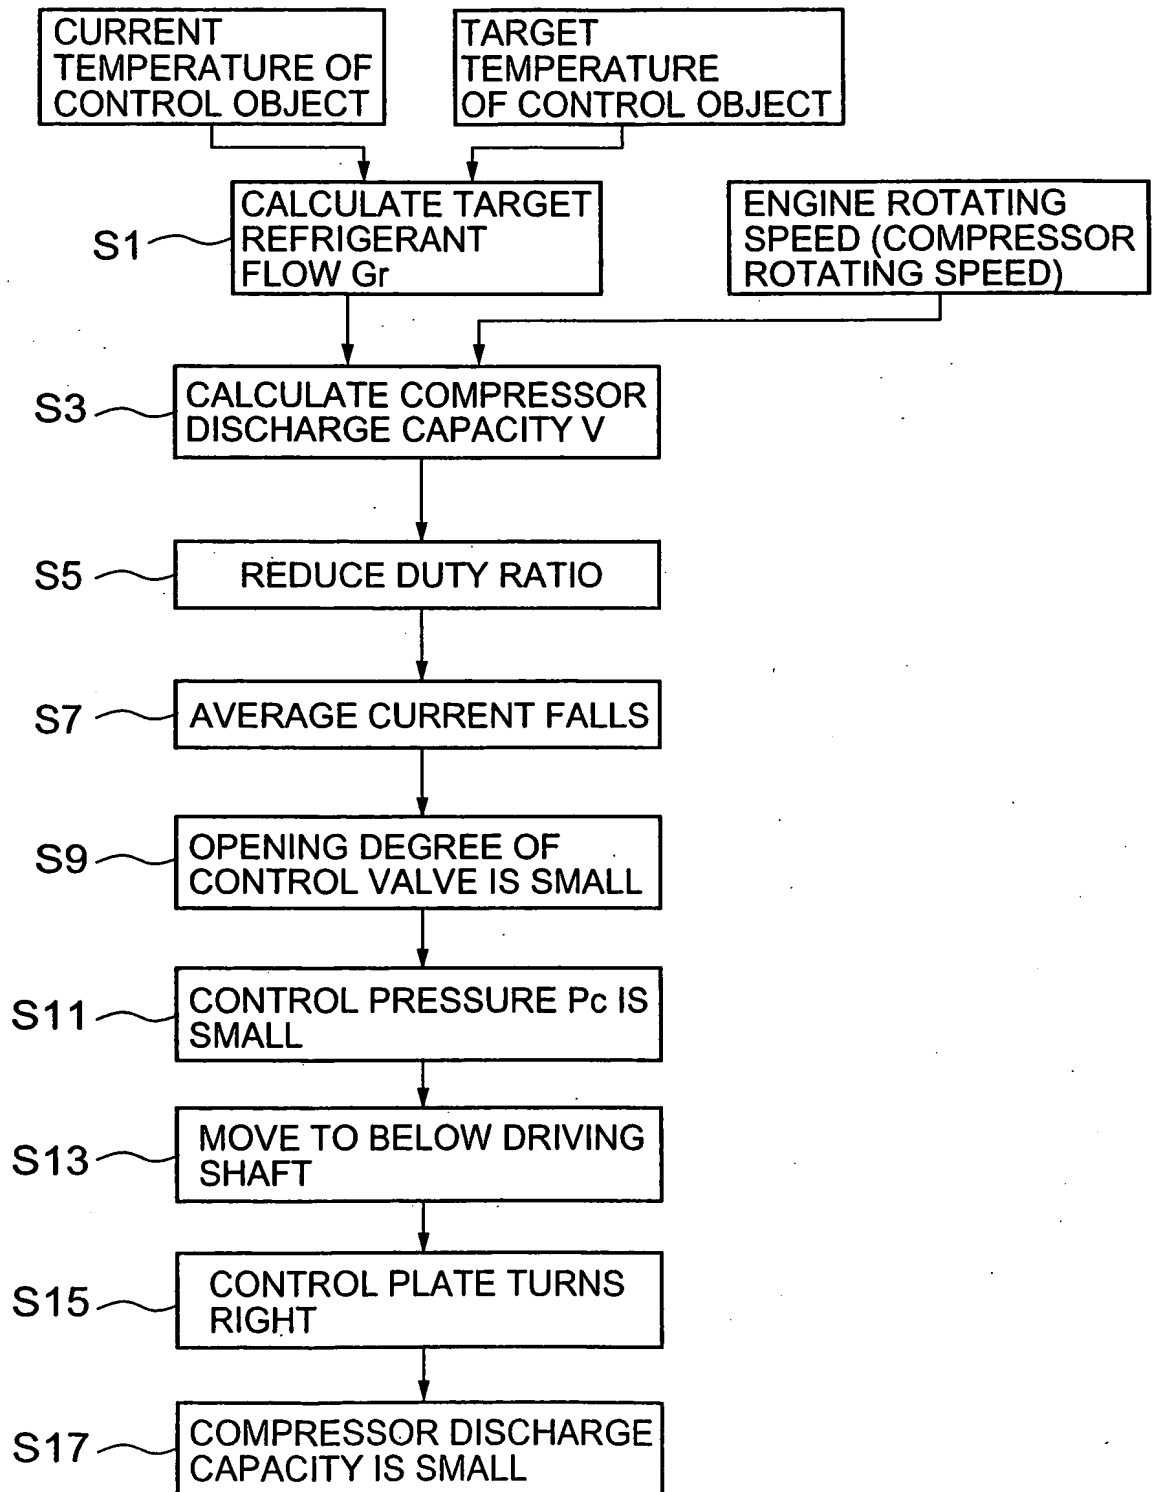 CURRENT
TEMPERATURE OF
CONTROL OBJECT
TARGET
TEMPERATURE
OF CONTROL OBJECT
S1
CALCULATE TARGET
REFRIGERANT
FLOW Gr
ENGINE ROTATING
SPEED (COMPRESSOR
ROTATING SPEED)
S3
CALCULATE COMPRESSOR
DISCHARGE CAPACITY V
S5
REDUCE DUTY RATIO
S7
AVERAGE CURRENT FALLS
S9
OPENING DEGREE OF
CONTROL VALVE IS SMALL
S11
CONTROL PRESSURE Pc IS
SMALL
S13
MOVE TO BELOW DRIVING
SHAFT
S15
CONTROL PLATE TURNS
RIGHT
S17
COMPRESSOR DISCHARGE
CAPACITY IS SMALL